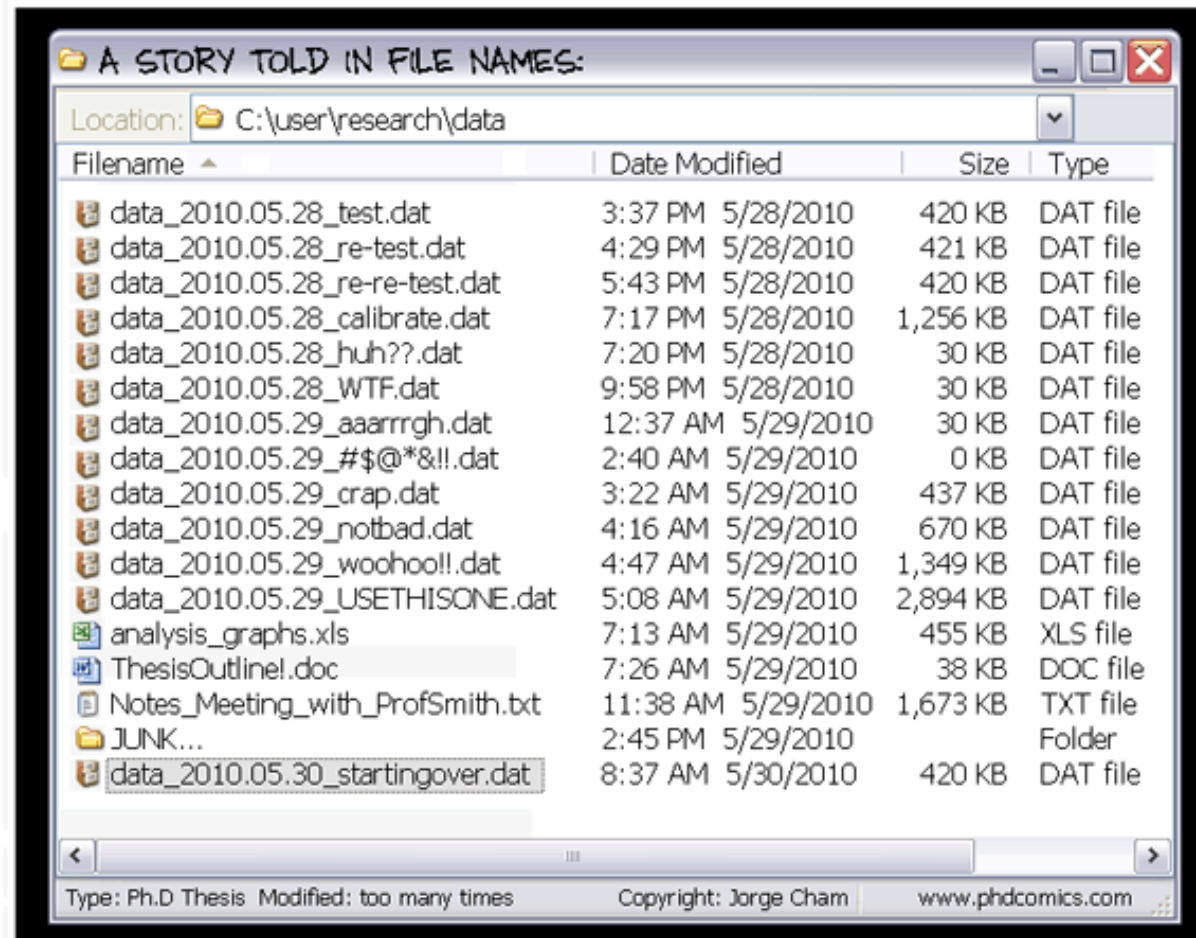 A STORY TOLD IN FILE NAMES:
Location: C:\user\research\data
Filename Date Modified Size Type
data_2010.05.28_test.dat 3:37 PM 5/28/2010 420 KB DAT file
data_2010.05.28_re-test.dat 4:29 PM 5/28/2010 421 KB DAT file
data_2010.05.28_re-re-test.dat 5:43 PM 5/28/2010 420 KB DAT file
data_2010.05.28_calibrate.dat 7:17 PM 5/28/2010 1,256 KB DAT file
data_2010.05.28_huh??.dat 7:20 PM 5/28/2010 30 KB DAT file
data_2010.05.28_WTF.dat 9:58 PM 5/28/2010 30 KB DAT file
data_2010.05.29_aaarrrgh.dat 12:37 AM 5/29/2010 30 KB DAT file
data_2010.05.29_#$@*&!!.dat 2:40 AM 5/29/2010 0 KB DAT file
data_2010.05.29_crap.dat 3:22 AM 5/29/2010 437 KB DAT file
data_2010.05.29_notbad.dat 4:16 AM 5/29/2010 670 KB DAT file
data_2010.05.29_woohoo!!.dat 4:47 AM 5/29/2010 1,349 KB DAT file
data_2010.05.29_USETHISONE.dat 5:08 AM 5/29/2010 2,894 KB DAT file
analysis_graphs.xls 7:13 AM 5/29/2010 455 KB XLS file
ThesisOutline!.doc 7:26 AM 5/29/2010 38 KB DOC file
Notes_Meeting_with_ProfSmith.txt 11:38 AM 5/29/2010 1,673 KB TXT file
JUNK... 2:45 PM 5/29/2010 Folder
data_2010.05.30_startingover.dat 8:37 AM 5/30/2010 420 KB DAT file
Type: Ph.D Thesis Modified: too many times Copyright: Jorge Cham www.phdcomics.com